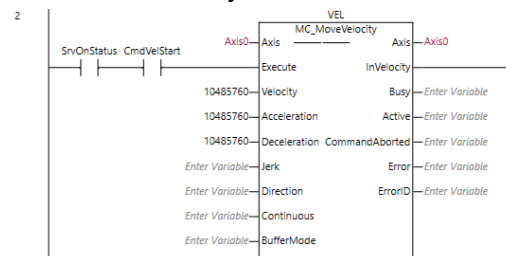 2
VEL
MC_MoveVelocity
SrvOnStatus CmdVelStart
Axis0 Axis Axis Axis0
Execute InVelocity
10485760 Velocity Busy Enter Variable
10485760 Acceleration Active Enter Variable
10485760 Deceleration CommandAborted Enter Variable
Enter Variable Jerk Error Enter Variable
Enter Variable Direction ErrorID Enter Variable
Enter Variable Continuous
Enter Variable BufferMode